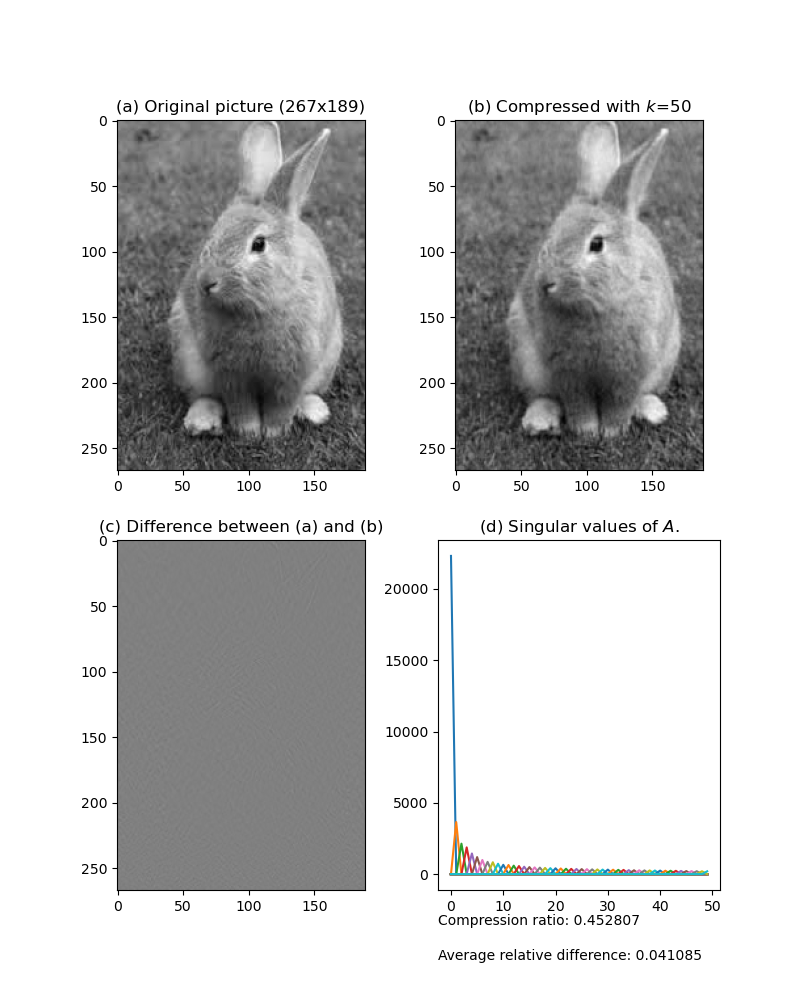 (a) Original picture (267x189)
(b) Compressed with k=50
0
50
100
150
200
250
0 50 100 150
0
50
100
150
200
250
0 50 100 150
(c) Difference between (a) and (b)
(d) Singular values of A.
0
50
100
150
200
250
0 50 100 150
20000
15000
10000
5000
0
0 10 20 30 40 50
Compression ratio: 0.452807
Average relative difference: 0.041085